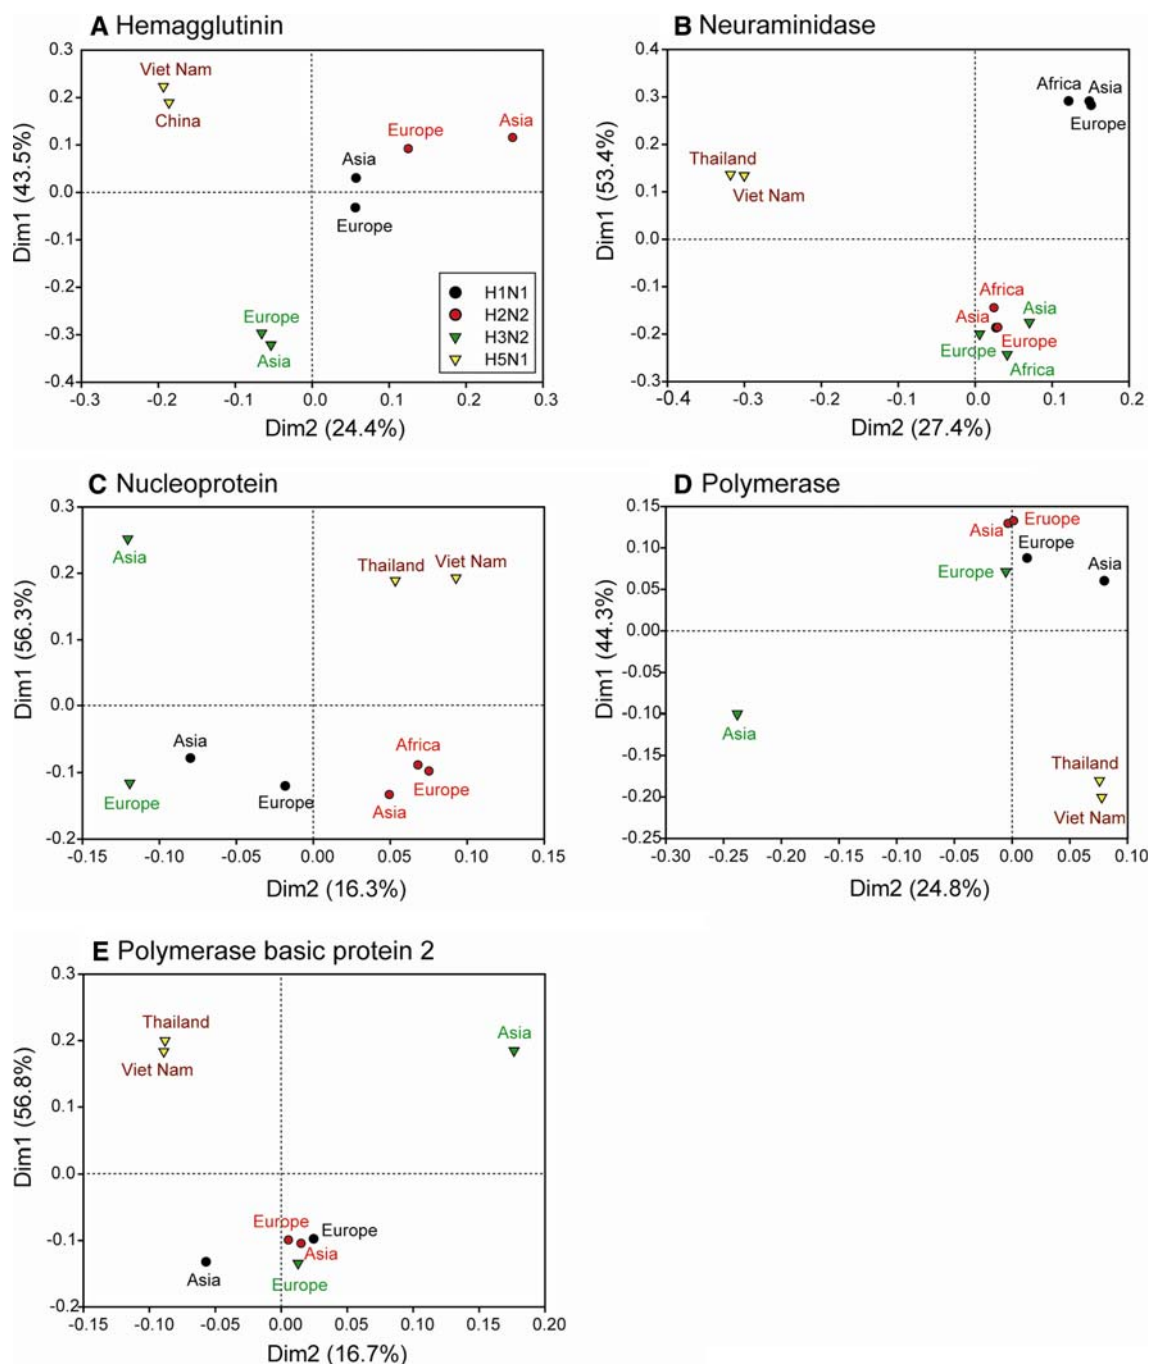 A Hemagglutinin
0.3
0.2
0.1
0.0
-0.1
-0.2
-0.3
-0.4
Dim1 (43.5%)
Viet Nam
China
Europe
Asia
Asia
Europe
Europe
Asia
H1N1
H2N2
H3N2
H5N1
-0.3
-0.2
-0.1
0.0
0.1
0.2
0.3
Dim2 (24.4%)
B Neuraminidase
0.4
0.3
0.2
0.1
0.0
-0.1
-0.2
-0.3
Dim1 (53.4%)
Africa
Asia
Europe
Thailand
Viet Nam
Africa
Asia
Asia
Europe
Europe
Africa
-0.4
-0.3
-0.2
-0.1
0.0
0.1
0.2
Dim2 (27.4%)
C Nucleoprotein
0.3
0.2
0.1
0.0
-0.1
-0.2
Dim1 (56.3%)
Asia
Thailand
Viet Nam
Asia
Africa
Europe
Europe
Europe
Asia
-0.15
-0.10
-0.05
0.00
0.05
0.10
0.15
Dim2 (16.3%)
D Polymerase
0.15
0.10
0.05
0.00
-0.05
-0.10
-0.15
-0.20
-0.25
Dim1 (44.3%)
Asia
Eruope
Europe
Europe
Asia
Asia
Thailand
Viet Nam
-0.30
-0.25
-0.20
-0.15
-0.10
-0.05
0.00
0.05
0.10
Dim2 (24.8%)
E Polymerase basic protein 2
0.3
0.2
0.1
0.0
-0.1
-0.2
Dim1 (56.8%)
Thailand
Viet Nam
Asia
Europe
Europe
Asia
Asia
Europe
-0.15
-0.10
-0.05
0.00
0.05
0.10
0.15
0.20
Dim2 (16.7%)